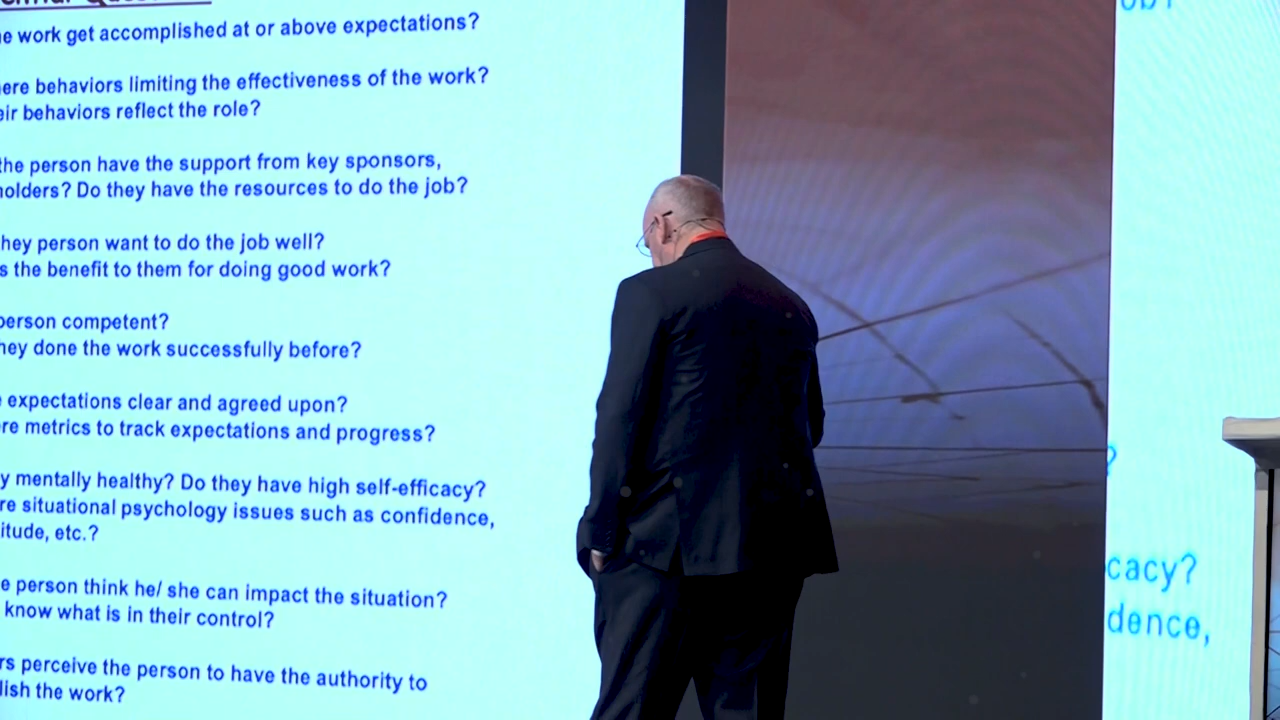 e work get accomplished at or above expectations?
ere behaviors limiting the effectiveness of the work?
eir behaviors reflect the role?
the person have the support from key sponsors,
holders? Do they have the resources to do the job?
hey person want to do the job well?
s the benefit to them for doing good work?
person competent?
hey done the work successfully before?
e expectations clear and agreed upon?
re metrics to track expectations and progress?
y mentally healthy? Do they have high self-efficacy?
re situational psychology issues such as confidence,
itude, etc.?
e person think he/ she can impact the situation?
know what is in their control?
rs perceive the person to have the authority to
lish the work?
ob?
?
cacy?
dence,